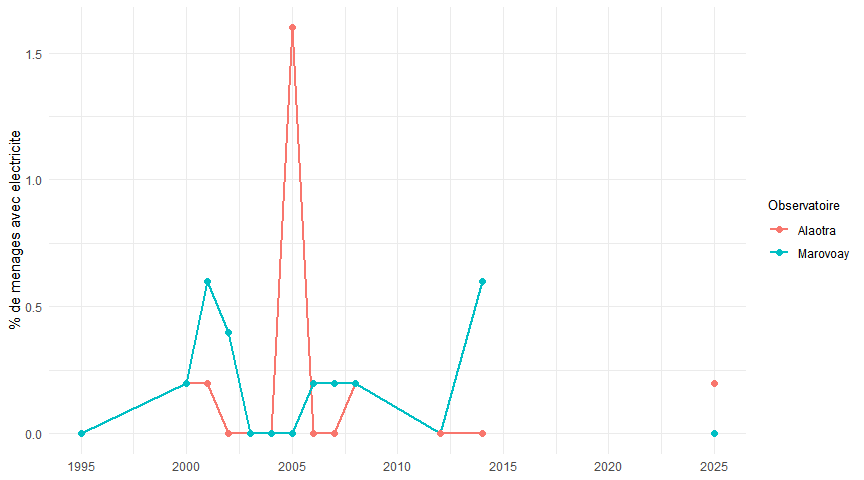 % de menages avec electricite
1.5
1.0
0.5
0.0
1995 2000 2005 2010 2015 2020 2025
Observatoire
Alaotra
Marovoay